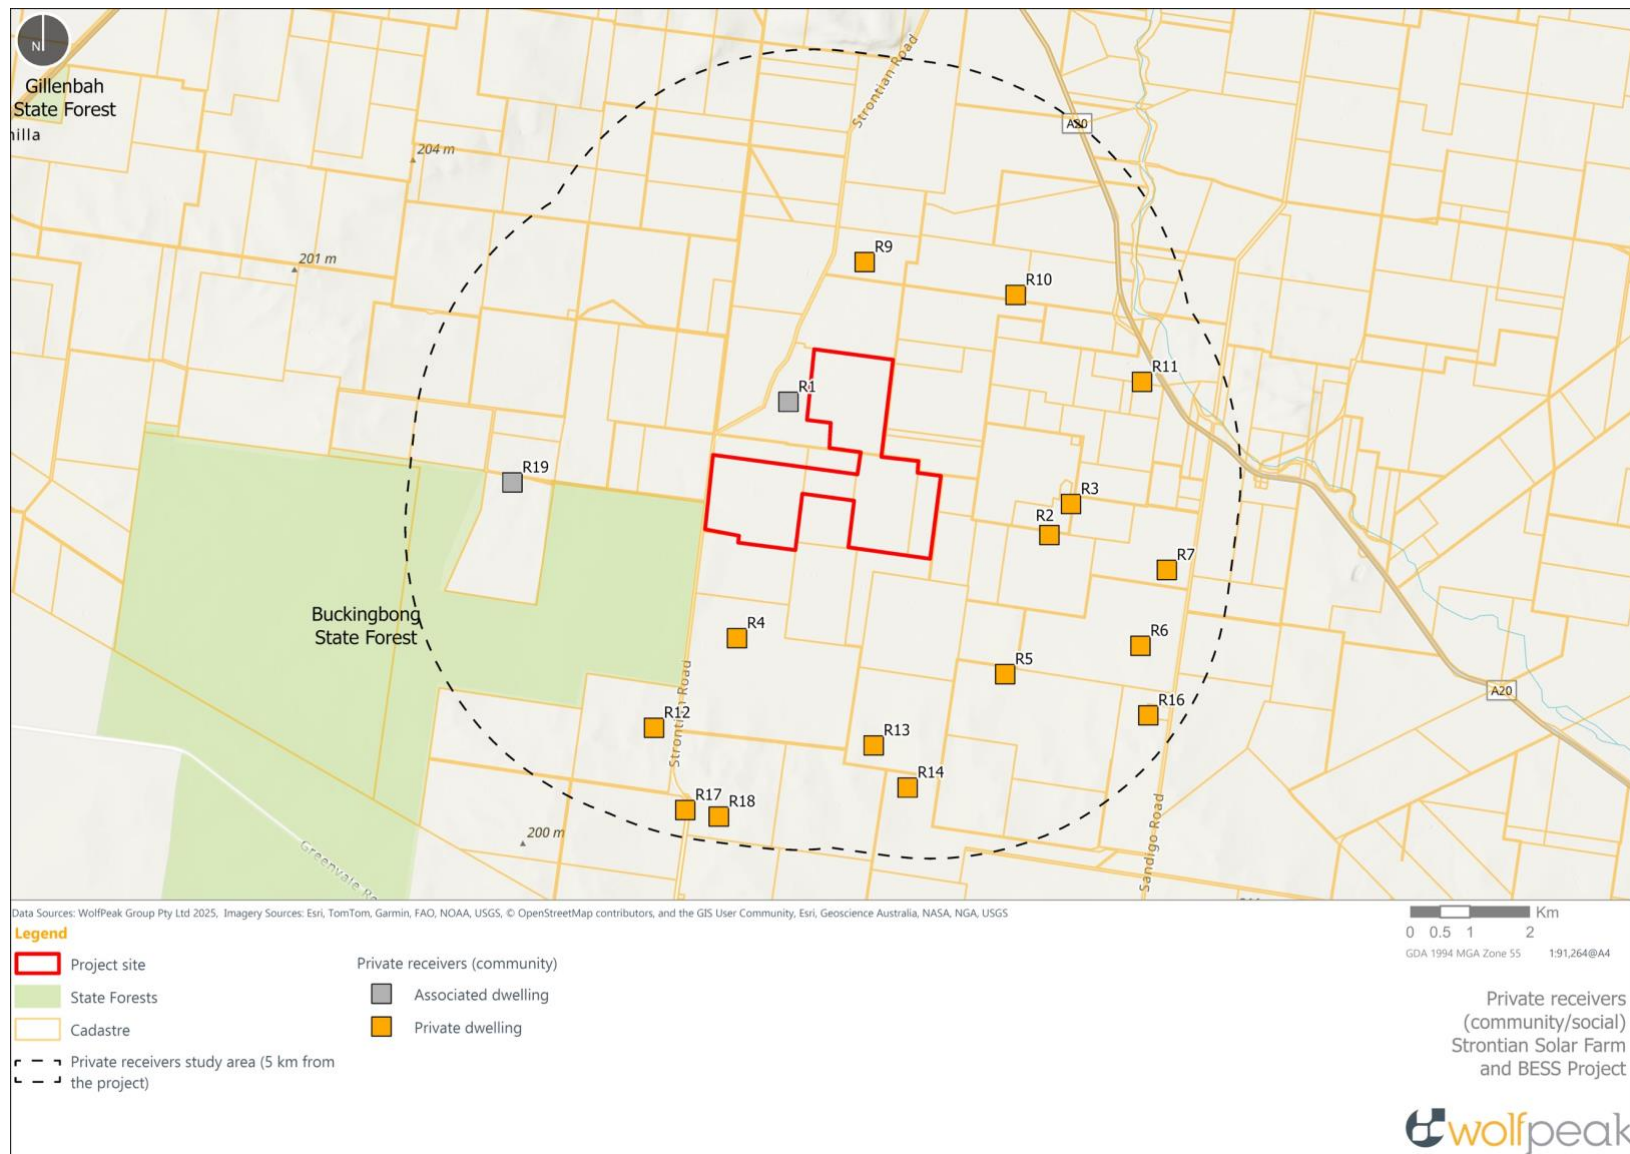 N
Gillenbah
State Forest
nilla
204 m
Strontian Road
A20
201 m
R9
R10
R11
R1
R19
R3
R2
R7
Buckingbong
State Forest
R4
R6
R5
A20
Strontian Road
R16
R12
R13
R14
R17
R18
200 m
Greenvale Ro
Sandigo Road
Data Sources: WolfPeak Group Pty Ltd 2025, Imagery Sources: Esri, TomTom, Garmin, FAO, NOAA, USGS, © OpenStreetMap contributors, and the GIS User Community, Esri, Geoscience Australia, NASA, NGA, USGS
Legend
Project site
State Forests
Cadastre
Private receivers study area (5 km from
the project)
Private receivers (community)
Associated dwelling
Private dwelling
Km
0 0.5 1 2
GDA 1994 MGA Zone 55 1:91,264@A4
Private receivers
(community/social)
Strontian Solar Farm
and BESS Project
wolfpeak